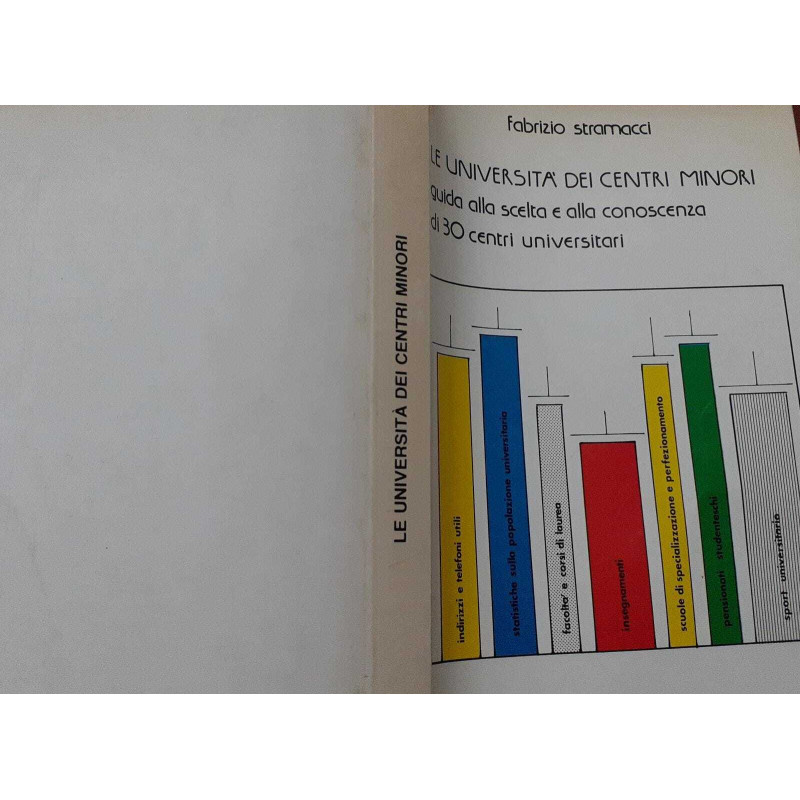 LE UNIVERSITÀ DEI CENTRI MINORI
Fabrizio Stramacci
LE UNIVERSITA' DEI CENTRI MINORI
guida alla scelta e alla conoscenza
di 30 centri universitari
indirizzi e telefoni utili
statistiche sulla popolazione universitaria
facolta' e corsi di laurea
insegnamenti
scuole di specializzazione e perfezionamento
pensionati studenteschi
sport universitario